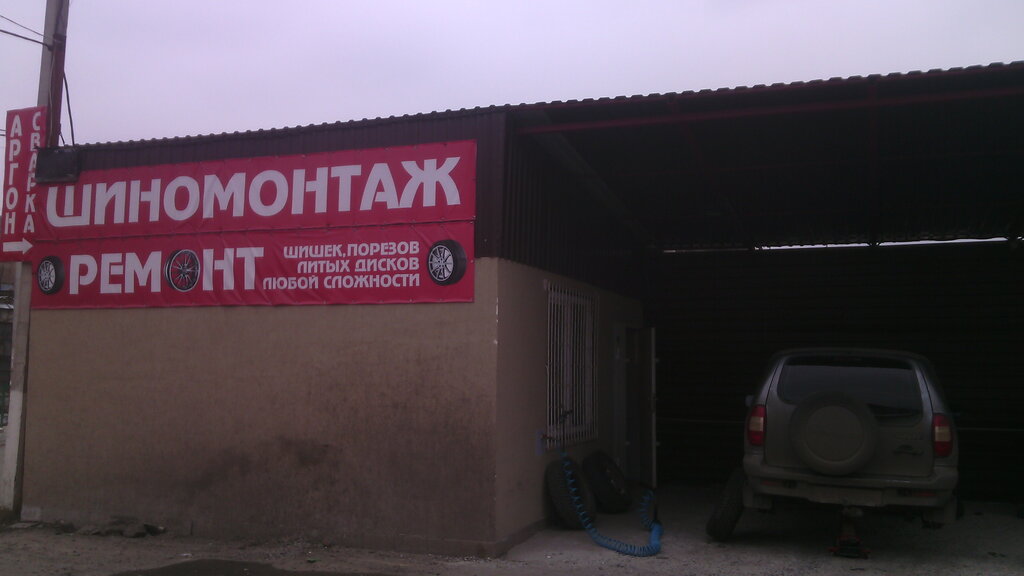 АРГОН
СВАРКА
ШИНОМОНТАЖ
РЕМОНТ
ШИШЕК, ПОРЕЗОВ
ЛИТЫХ ДИСКОВ
ЛЮБОЙ СЛОЖНОСТИ